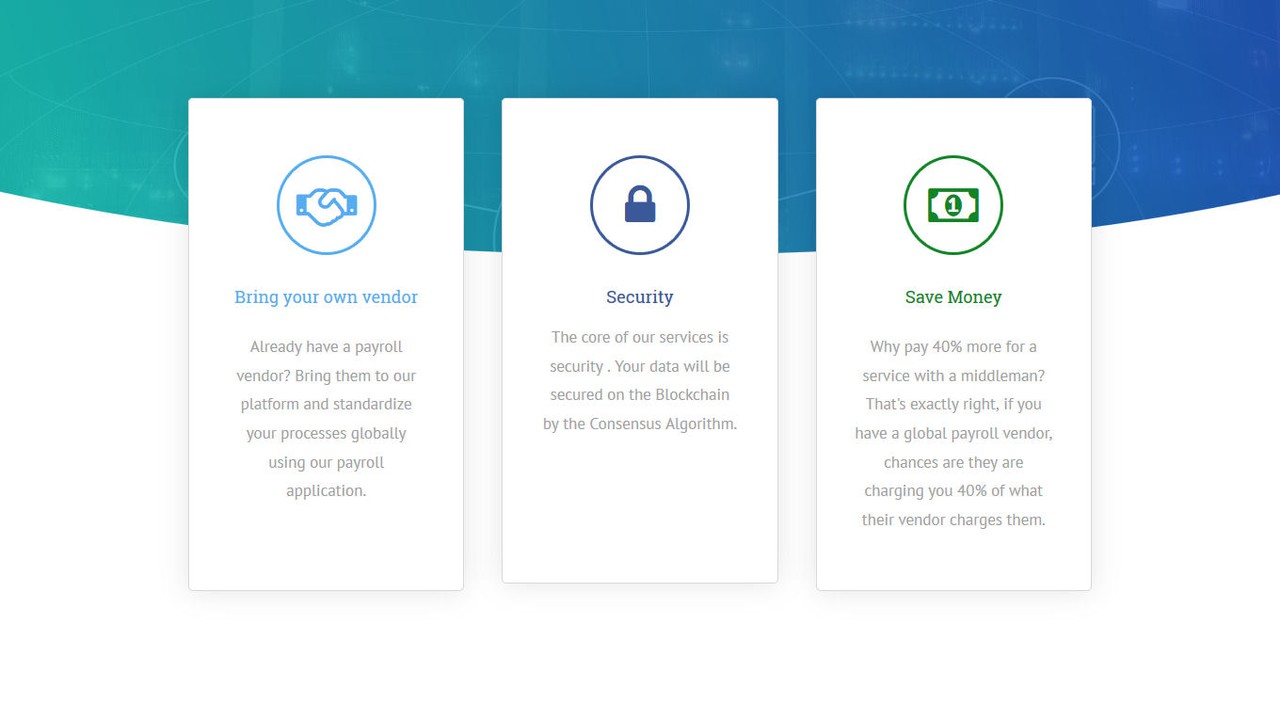 Bring your own vendor
Already have a payroll
vendor? Bring them to our
platform and standardize
your processes globally
using our payroll
application.
Security
The core of our services is
security . Your data will be
secured on the Blockchain
by the Consensus Algorithm.
1
Save Money
Why pay 40% more for a
service with a middleman?
That's exactly right, if you
have a global payroll vendor,
chances are they are
charging you 40% of what
their vendor charges them.